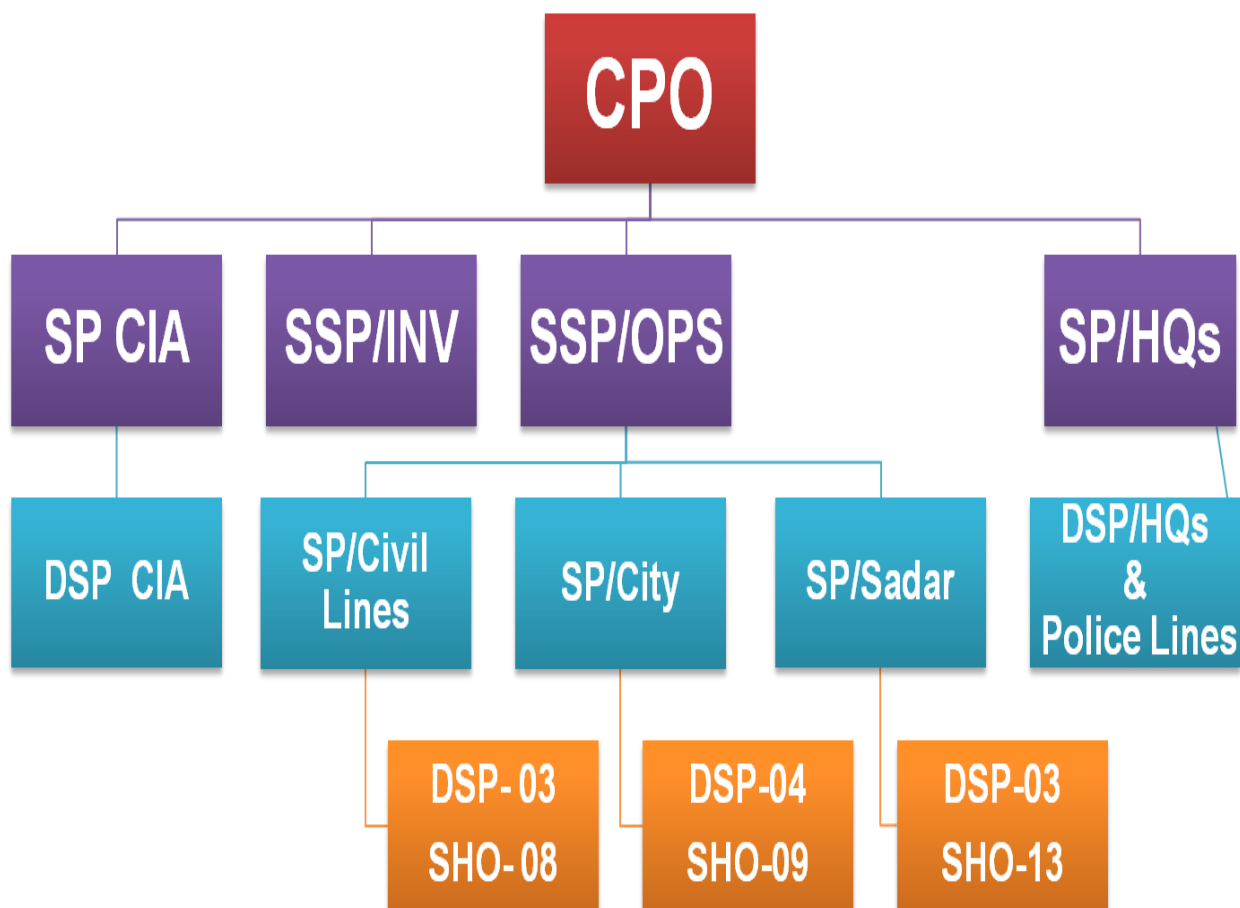 CPO
SP CIA
SSP/INV
SSP/OPS
SP/HQs
DSP CIA
SP/Civil
Lines
SP/City
SP/Sadar
DSP/HQs
&
Police Lines
DSP- 03
SHO- 08
DSP-04
SHO-09
DSP-03
SHO-13